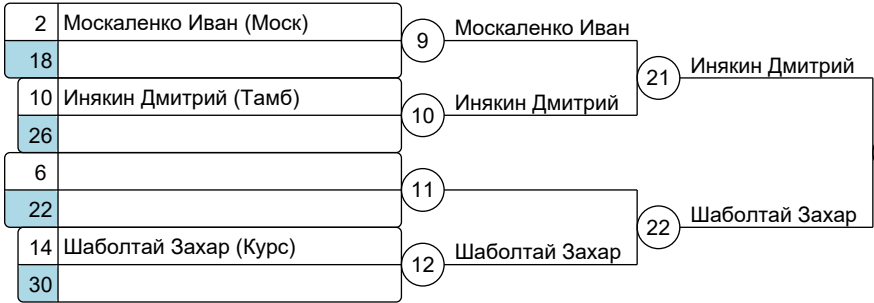 2 Москаленко Иван (Моск)
18
9 Москаленко Иван
10 Инякин Дмитрий (Тамб)
26
10 Инякин Дмитрий
21 Инякин Дмитрий
6
22
11
14 Шаболтай Захар (Курс)
30
12 Шаболтай Захар
22 Шаболтай Захар